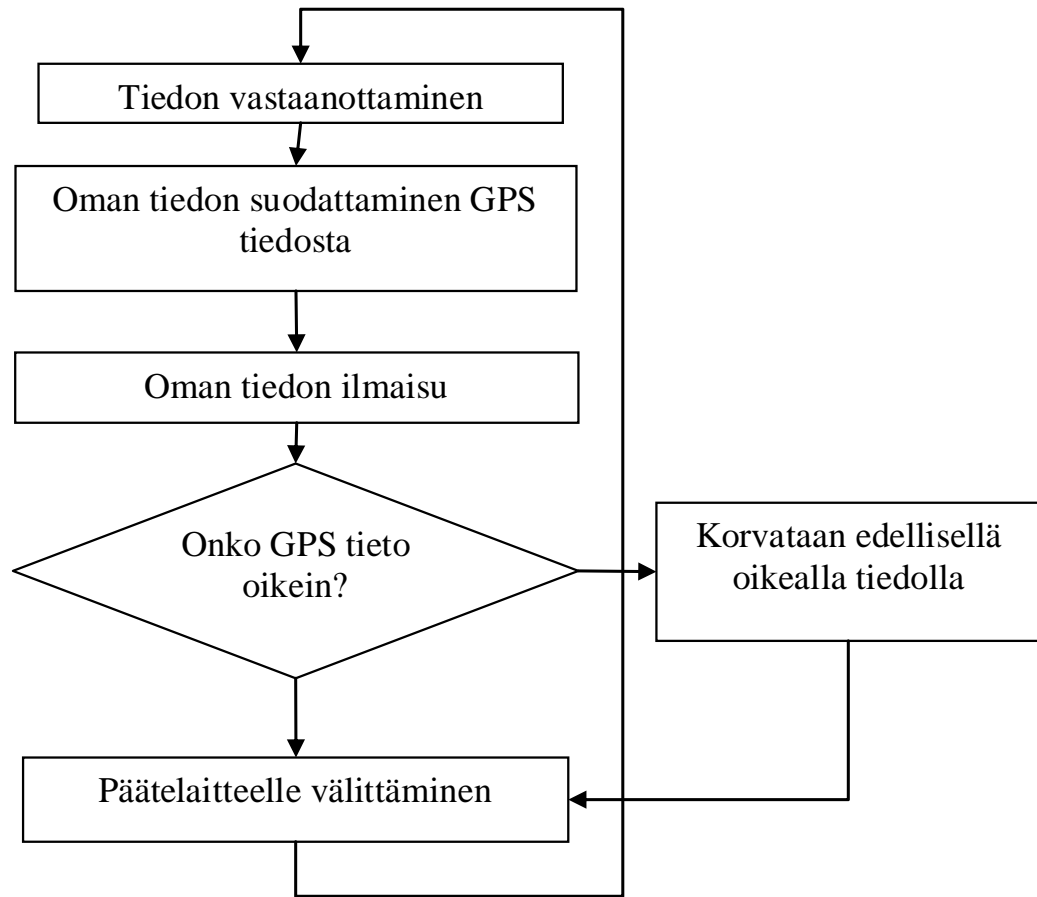 Tiedon vastaanottaminen
Oman tiedon suodattaminen GPS
tiedosta
Oman tiedon ilmaisu
Onko GPS tieto
oikein?
Korvataan edellisellä
oikealla tiedolla
Päätelaitteelle välittäminen